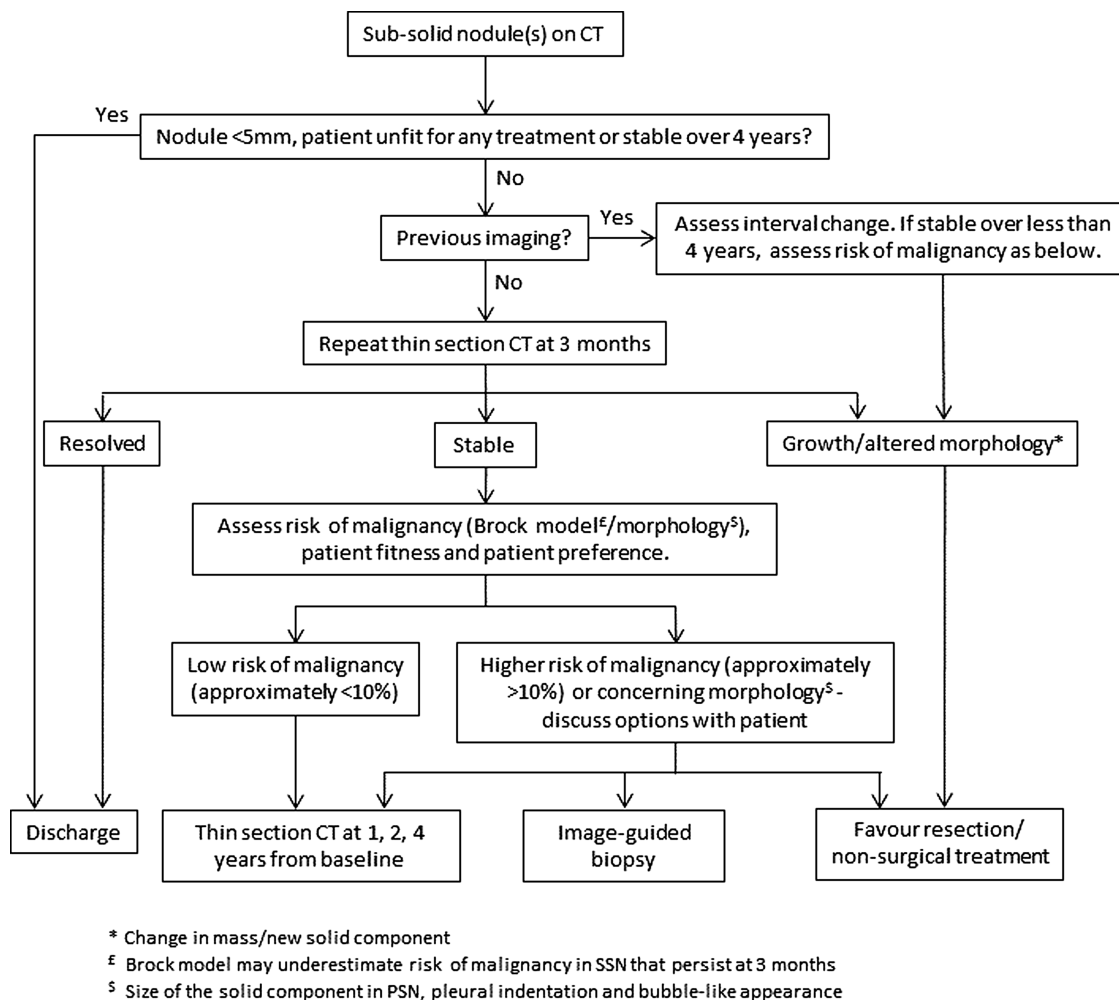 Sub-solid nodule(s) on CT
Yes
Nodule <5mm, patient unfit for any treatment or stable over 4 years?
No
Previous imaging?
Yes
Assess interval change. If stable over less than
4 years, assess risk of malignancy as below.
No
Repeat thin section CT at 3 months
Resolved
Stable
Growth/altered morphology*
Assess risk of malignancy (Brock model£/morphology$),
patient fitness and patient preference.
Low risk of malignancy
(approximately <10%)
Higher risk of malignancy (approximately
>10%) or concerning morphology$ -
discuss options with patient
Discharge
Thin section CT at 1, 2, 4
years from baseline
Image-guided
biopsy
Favour resection/
non-surgical treatment
* Change in mass/new solid component
£ Brock model may underestimate risk of malignancy in SSN that persist at 3 months
$ Size of the solid component in PSN, pleural indentation and bubble-like appearance